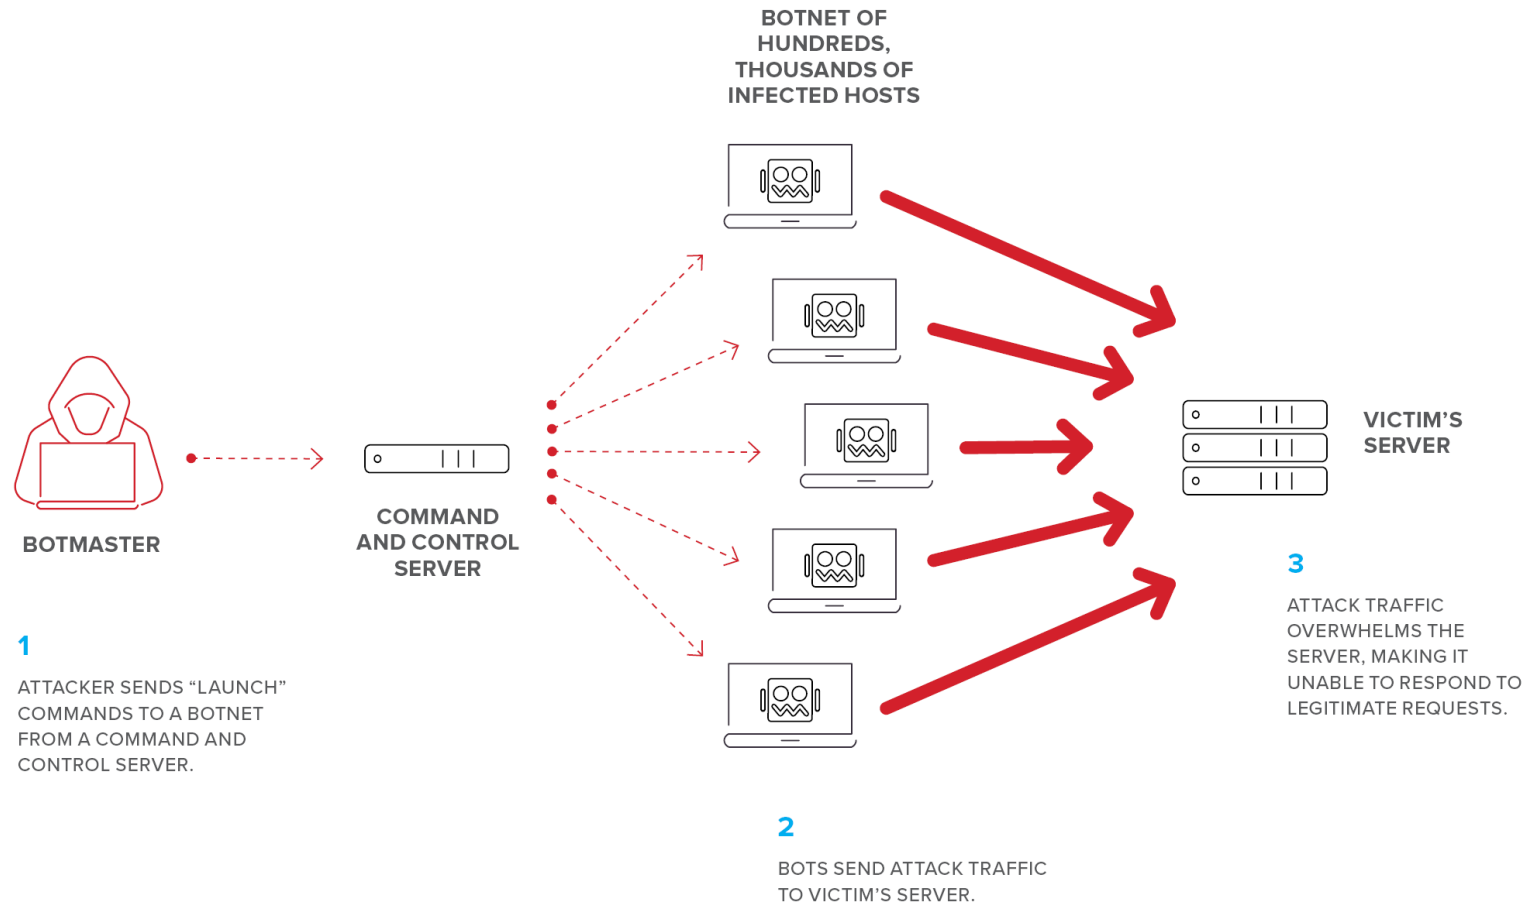 BOTNET OF
HUNDREDS,
THOUSANDS OF
INFECTED HOSTS
VICTIM’S
SERVER
COMMAND
AND CONTROL
SERVER
BOTMASTER
1
ATTACKER SENDS “LAUNCH”
COMMANDS TO A BOTNET
FROM A COMMAND AND
CONTROL SERVER.
2
BOTS SEND ATTACK TRAFFIC
TO VICTIM’S SERVER.
3
ATTACK TRAFFIC
OVERWHELMS THE
SERVER, MAKING IT
UNABLE TO RESPOND TO
LEGITIMATE REQUESTS.